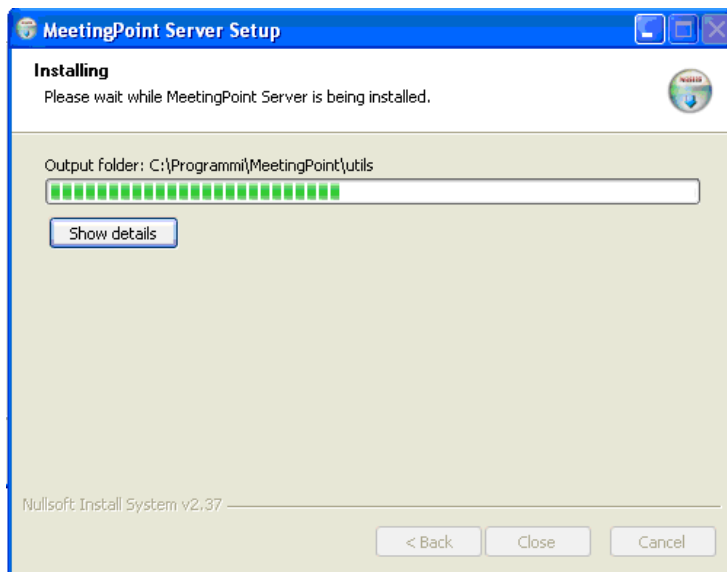 MeetingPoint Server Setup
Installing
Please wait while MeetingPoint Server is being installed.
Output folder: C:\Programmi\MeetingPoint\utils
Show details
Nullsoft Install System v2.37
< Back
Close
Cancel